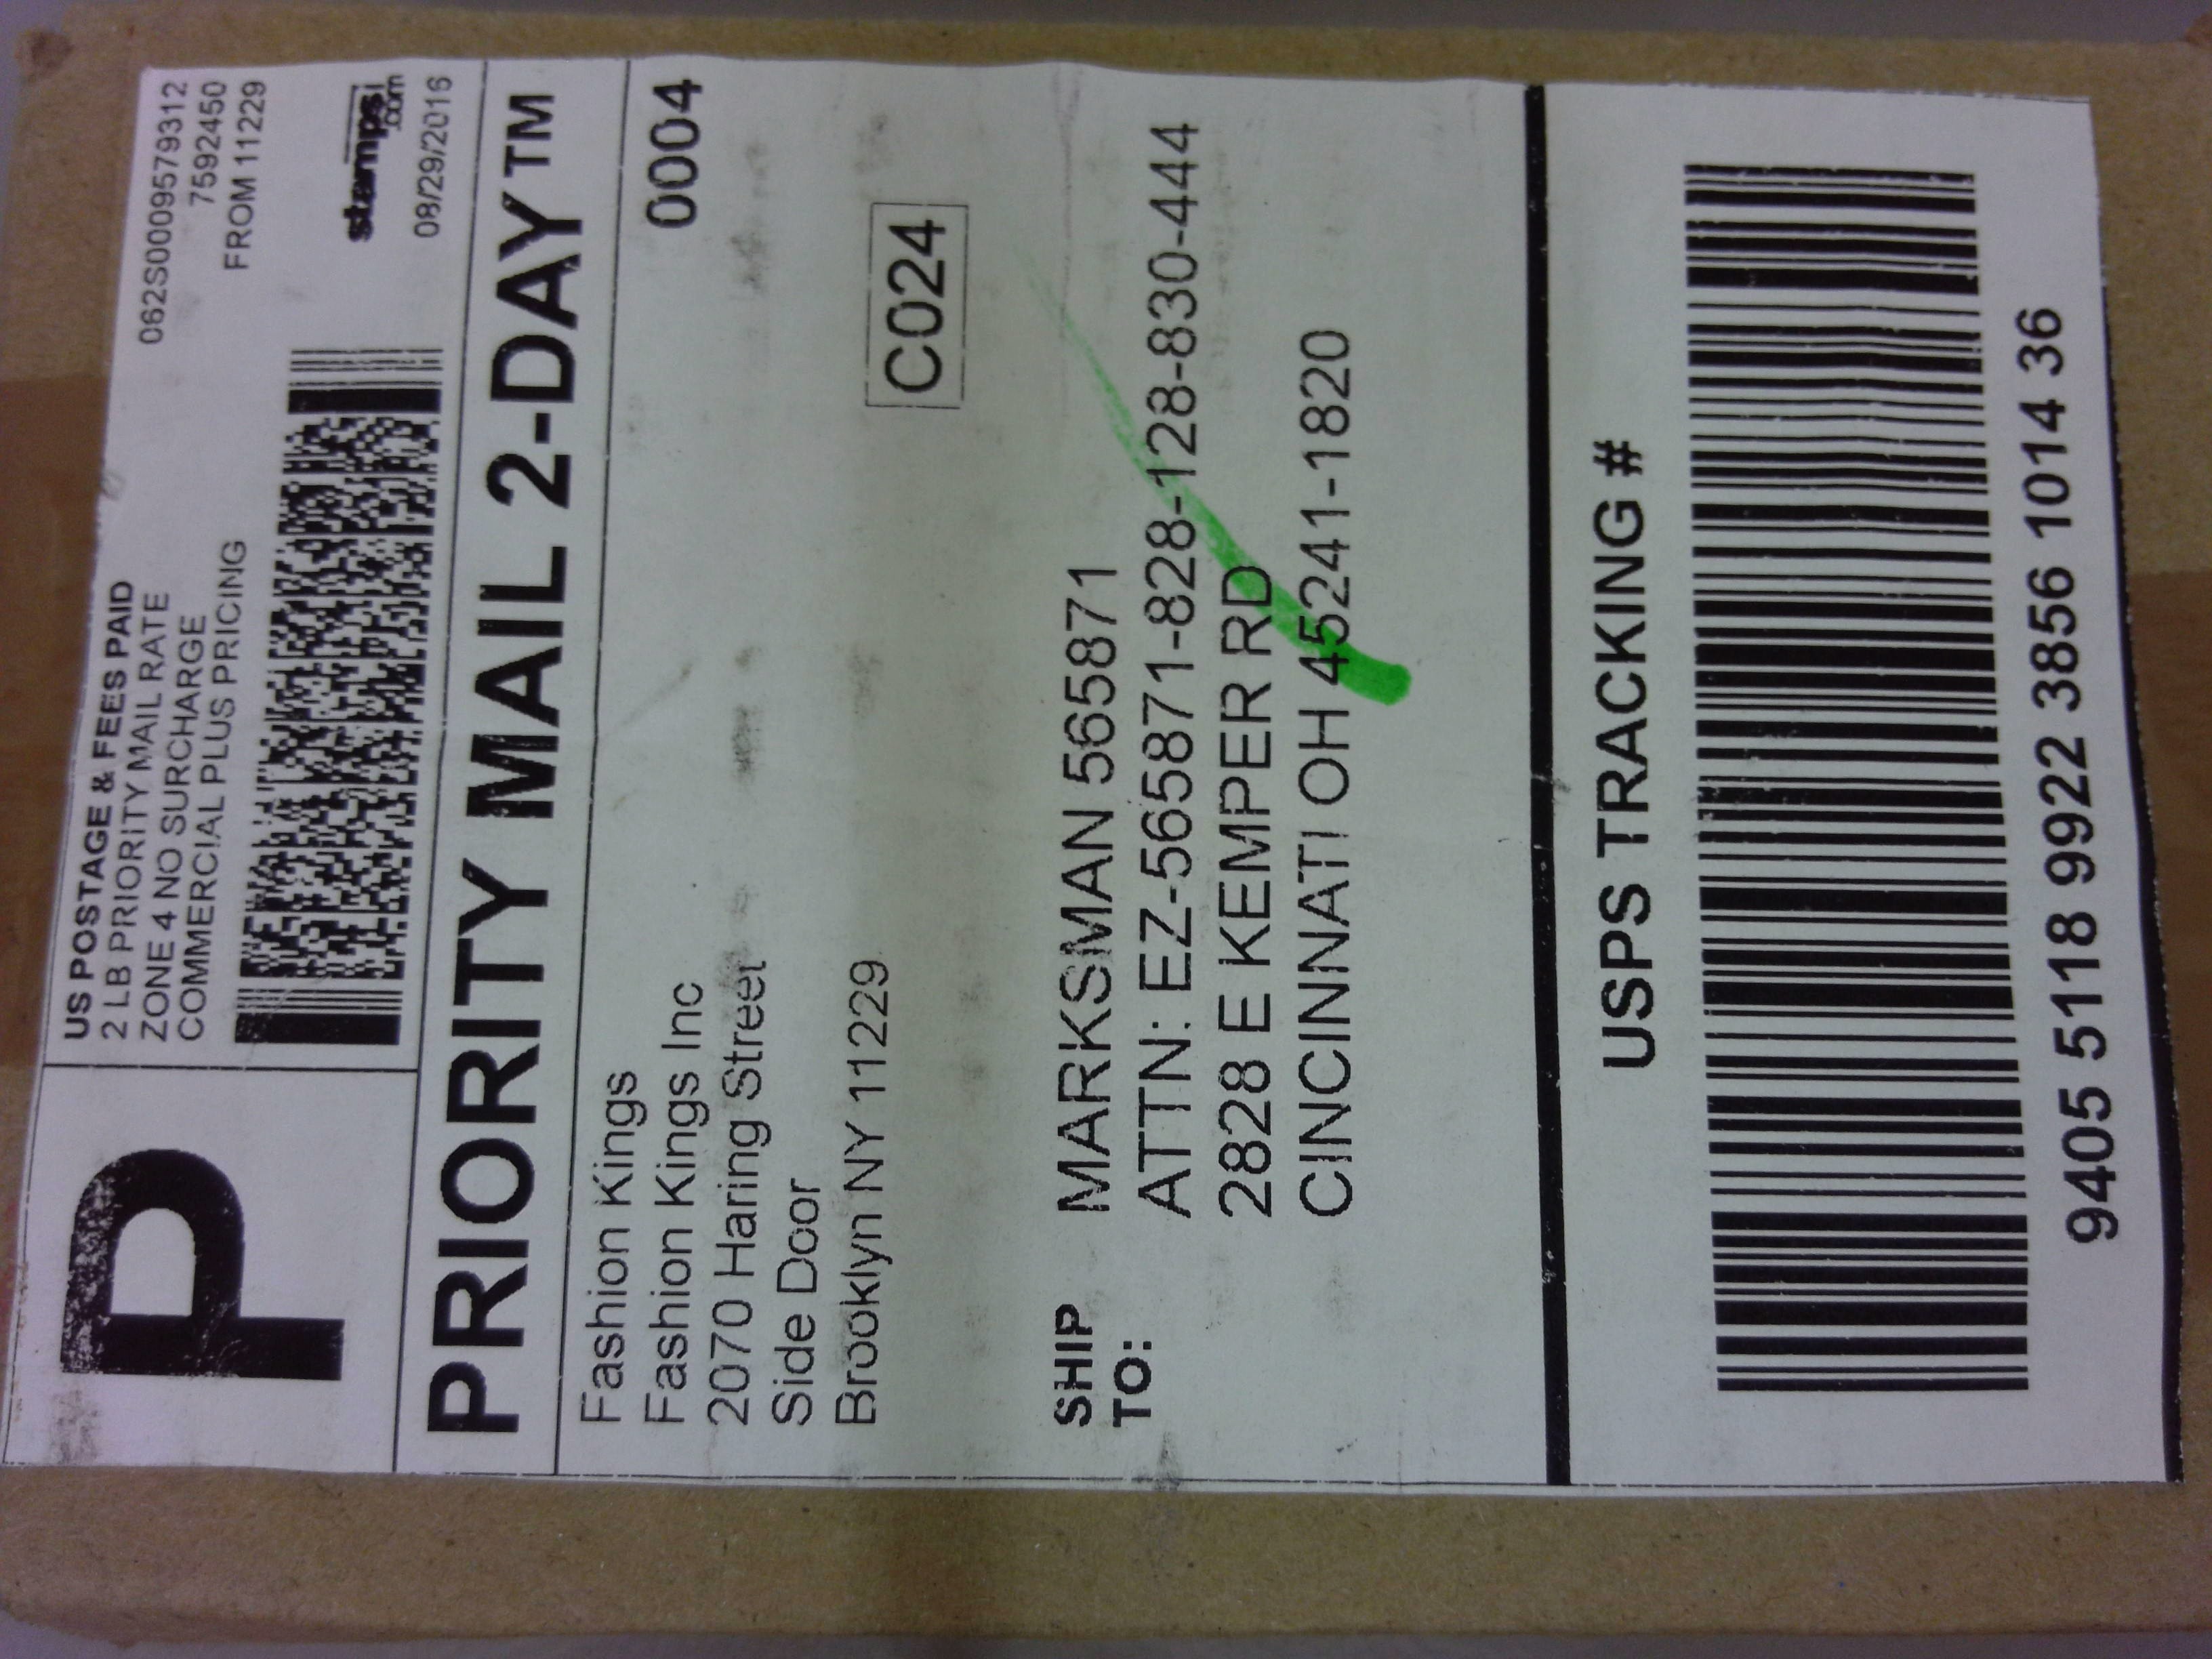 P
US POSTAGE & FEES PAID
2 LB PRIORITY MAIL RATE
ZONE 4 NO SURCHARGE
COMMERCIAL PLUS PRICING
062S0009579312
7592450
FROM 11229
stamps
.com
08/29/2016
PRIORITY MAIL 2-DAY™
Fashion Kings
Fashion Kings Inc
2070 Haring Street
Side Door
Brooklyn NY 11229
0004
C024
SHIP
TO:
MARKSMAN 565871
ATTN: EZ-565871-828-128-830-444
2828 E KEMPER RD
CINCINNATI OH 45241-1820
USPS TRACKING #
9405 5118 9922 3856 1014 36